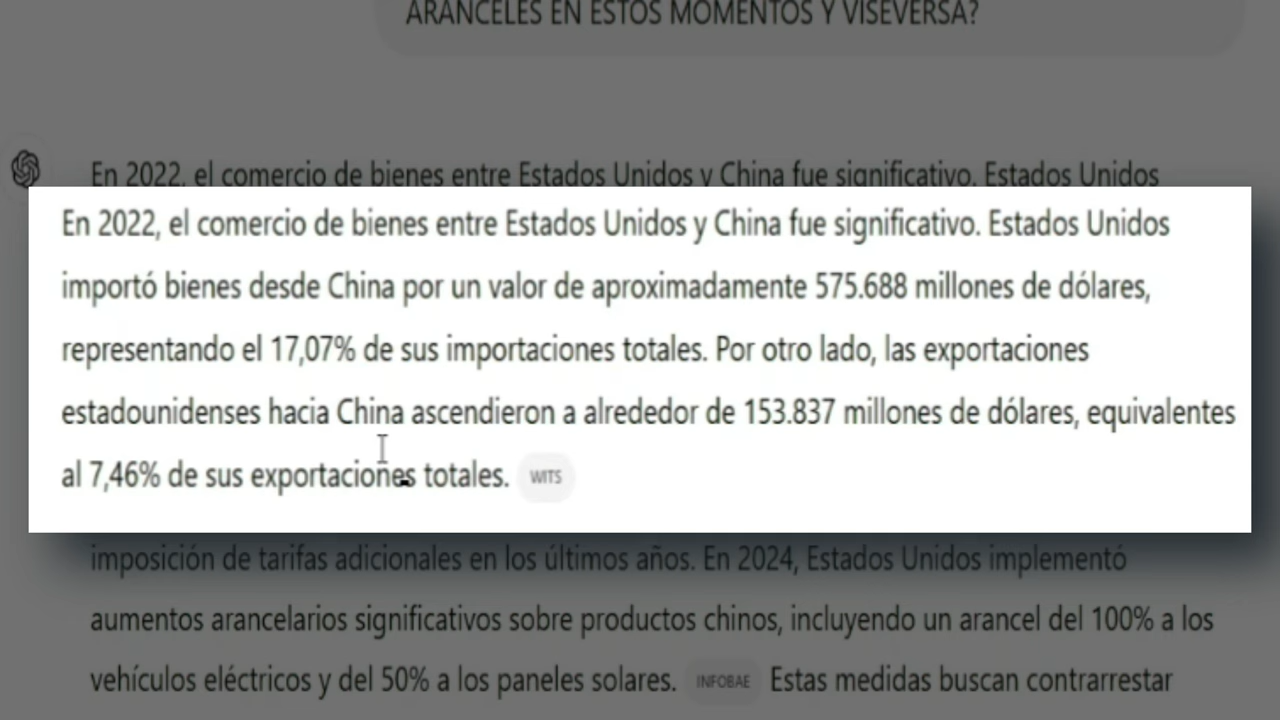 ARANCELES EN ESTOS MOMENTOS Y VISEVERSA?
En 2022, el comercio de bienes entre Estados Unidos y China fue significativo. Estados Unidos
En 2022, el comercio de bienes entre Estados Unidos y China fue significativo. Estados Unidos
importó bienes desde China por un valor de aproximadamente 575.688 millones de dólares,
representando el 17,07% de sus importaciones totales. Por otro lado, las exportaciones
estadounidenses hacia China ascendieron a alrededor de 153.837 millones de dólares, equivalentes
al 7,46% de sus exportaciones totales. WITS
imposición de tarifas adicionales en los últimos años. En 2024, Estados Unidos implementó
aumentos arancelarios significativos sobre productos chinos, incluyendo un arancel del 100% a los
vehículos eléctricos y del 50% a los paneles solares. INFOBAE Estas medidas buscan contrarrestar